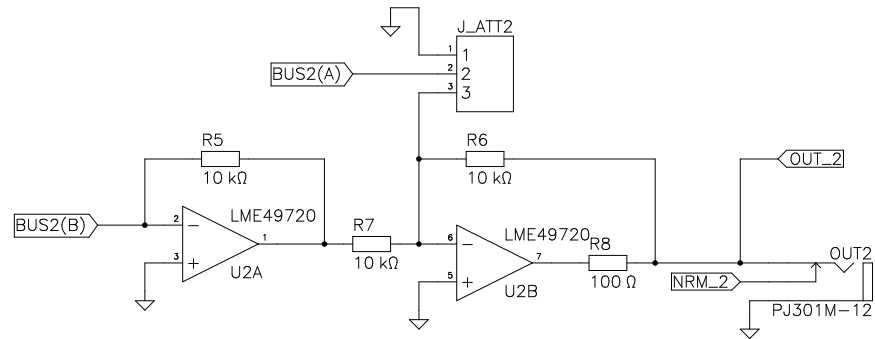 J_ATT2
1 1
BUS2(A) 2 2
3 3
R5
10 kΩ
R6
10 kΩ
OUT_2
BUS2(B)
2
3
1
LME49720
U2A
R7
10 kΩ
6
5
7
LME49720
U2B
R8
100 Ω
OUT2
NRM_2
PJ301M-12